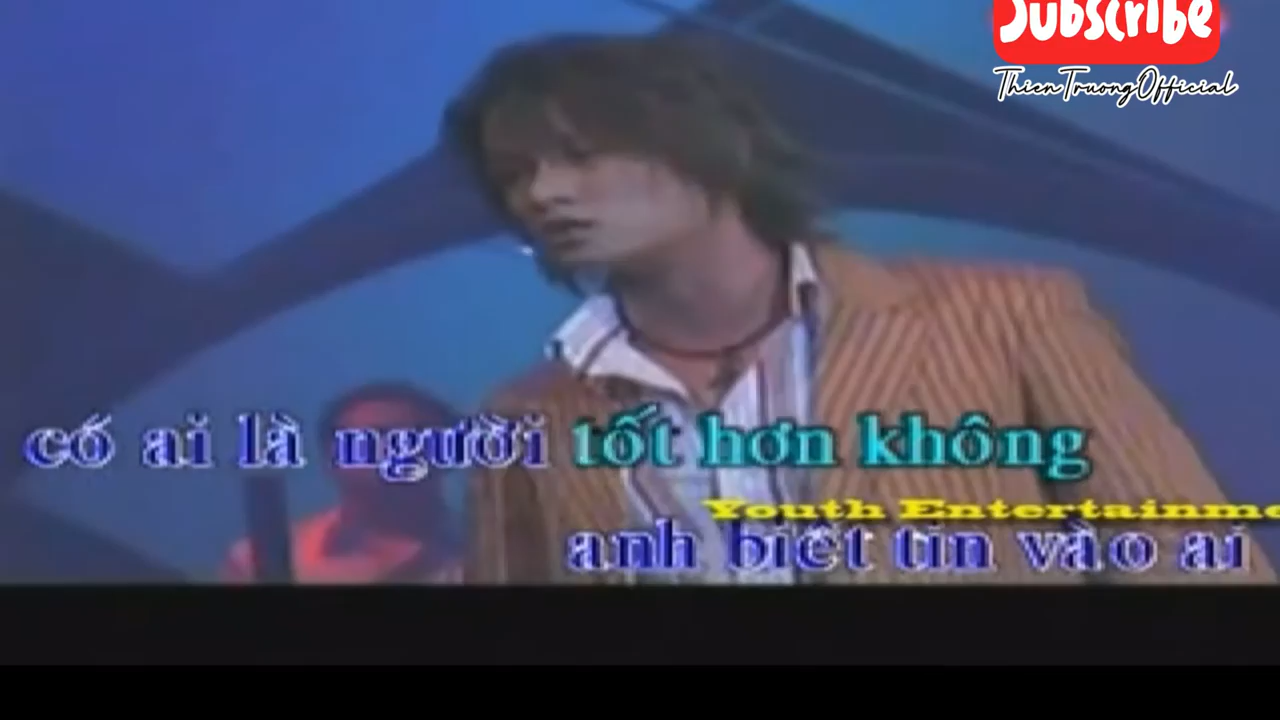 Subscribe
ThienTruongOfficial
có ai là người tốt hơn không
Youth Entertainme
anh biết tin vào ai